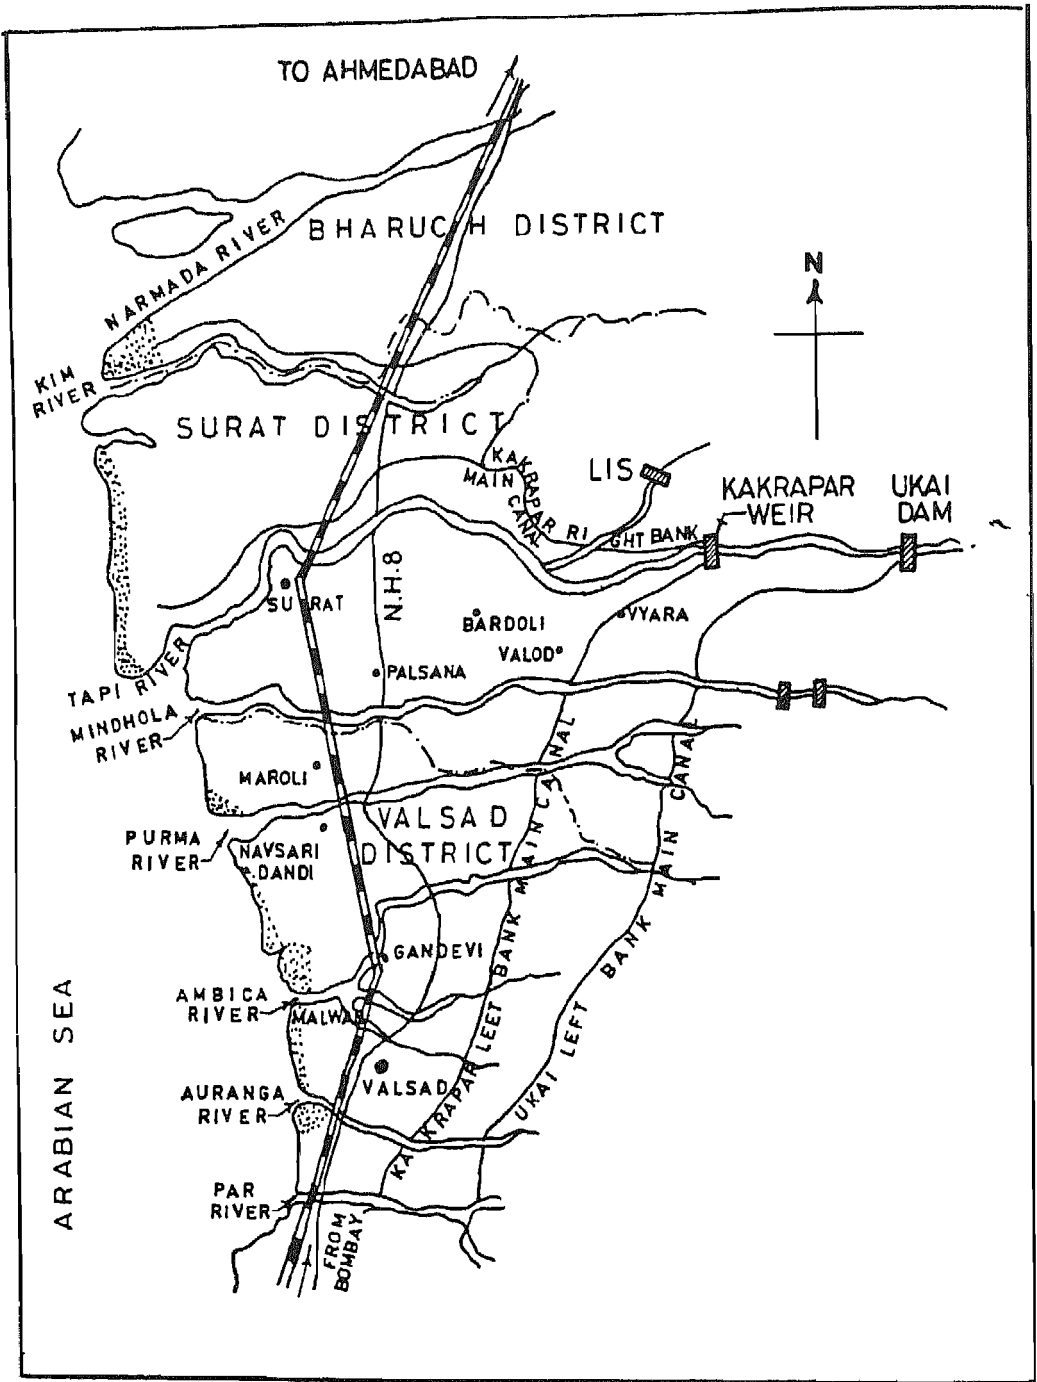 TO AHMEDABAD
BHARUCH DISTRICT
NARMADA RIVER
N
KIM
RIVER
SURAT DISTRICT
KAKRAPAR RIGHT BANK
MAIN
CANAL
LIS
KAKRAPAR
WEIR
UKAI
DAM
N.H.8
SURAT
BARDOLI
VYARA
VALOD
PALSANA
TAPI RIVER
MINDHOLA
RIVER
MAROLI
PURMA
RIVER
NAVSARI
DANDI
VALSAD
DISTRICT
KAKRAPAR LEET BANK MAIN CANAL
UKAI LEFT BANK MAIN CANAL
GANDEVI
AMBICA
RIVER
MALWAR
VALSAD
AURANGA
RIVER
PAR
RIVER
FROM
BOMBAY
ARABIAN SEA